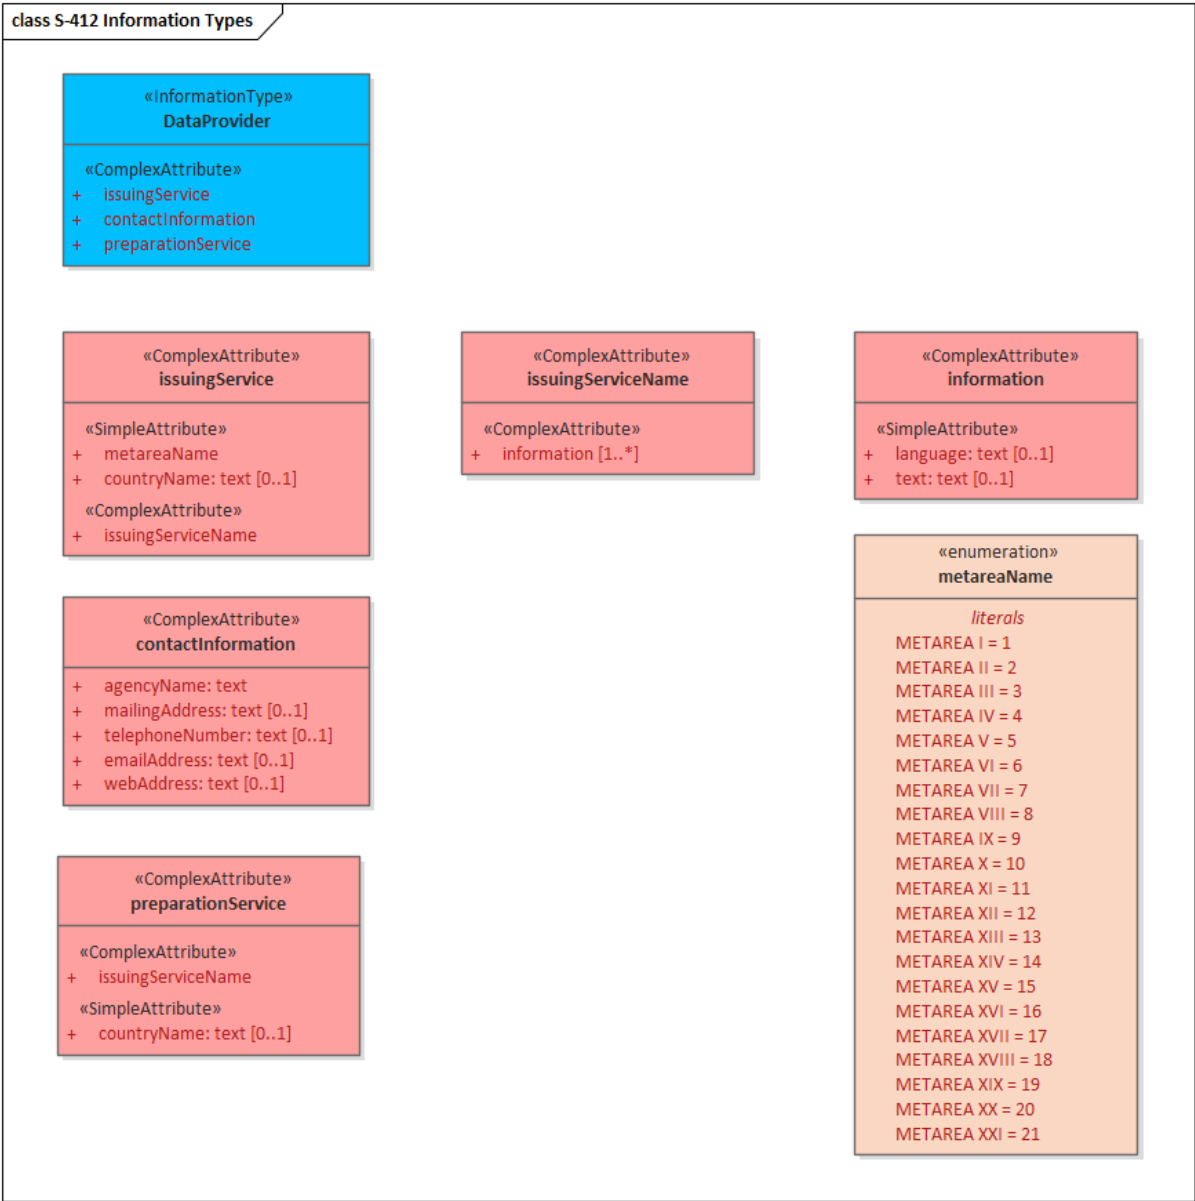 class S-412 Information Types
«InformationType»
DataProvider
«ComplexAttribute»
+ issuingService
+ contactInformation
+ preparationService
«ComplexAttribute»
issuingService
«SimpleAttribute»
+ metareaName
+ countryName: text [0..1]
«ComplexAttribute»
+ issuingServiceName
«ComplexAttribute»
issuingServiceName
«ComplexAttribute»
+ information [1..*]
«ComplexAttribute»
information
«SimpleAttribute»
+ language: text [0..1]
+ text: text [0..1]
«ComplexAttribute»
contactInformation
+ agencyName: text
+ mailingAddress: text [0..1]
+ telephoneNumber: text [0..1]
+ emailAddress: text [0..1]
+ webAddress: text [0..1]
«ComplexAttribute»
preparationService
«ComplexAttribute»
+ issuingServiceName
«SimpleAttribute»
+ countryName: text [0..1]
«enumeration»
metareaName
literals
METAREA I = 1
METAREA II = 2
METAREA III = 3
METAREA IV = 4
METAREA V = 5
METAREA VI = 6
METAREA VII = 7
METAREA VIII = 8
METAREA IX = 9
METAREA X = 10
METAREA XI = 11
METAREA XII = 12
METAREA XIII = 13
METAREA XIV = 14
METAREA XV = 15
METAREA XVI = 16
METAREA XVII = 17
METAREA XVIII = 18
METAREA XIX = 19
METAREA XX = 20
METAREA XXI = 21